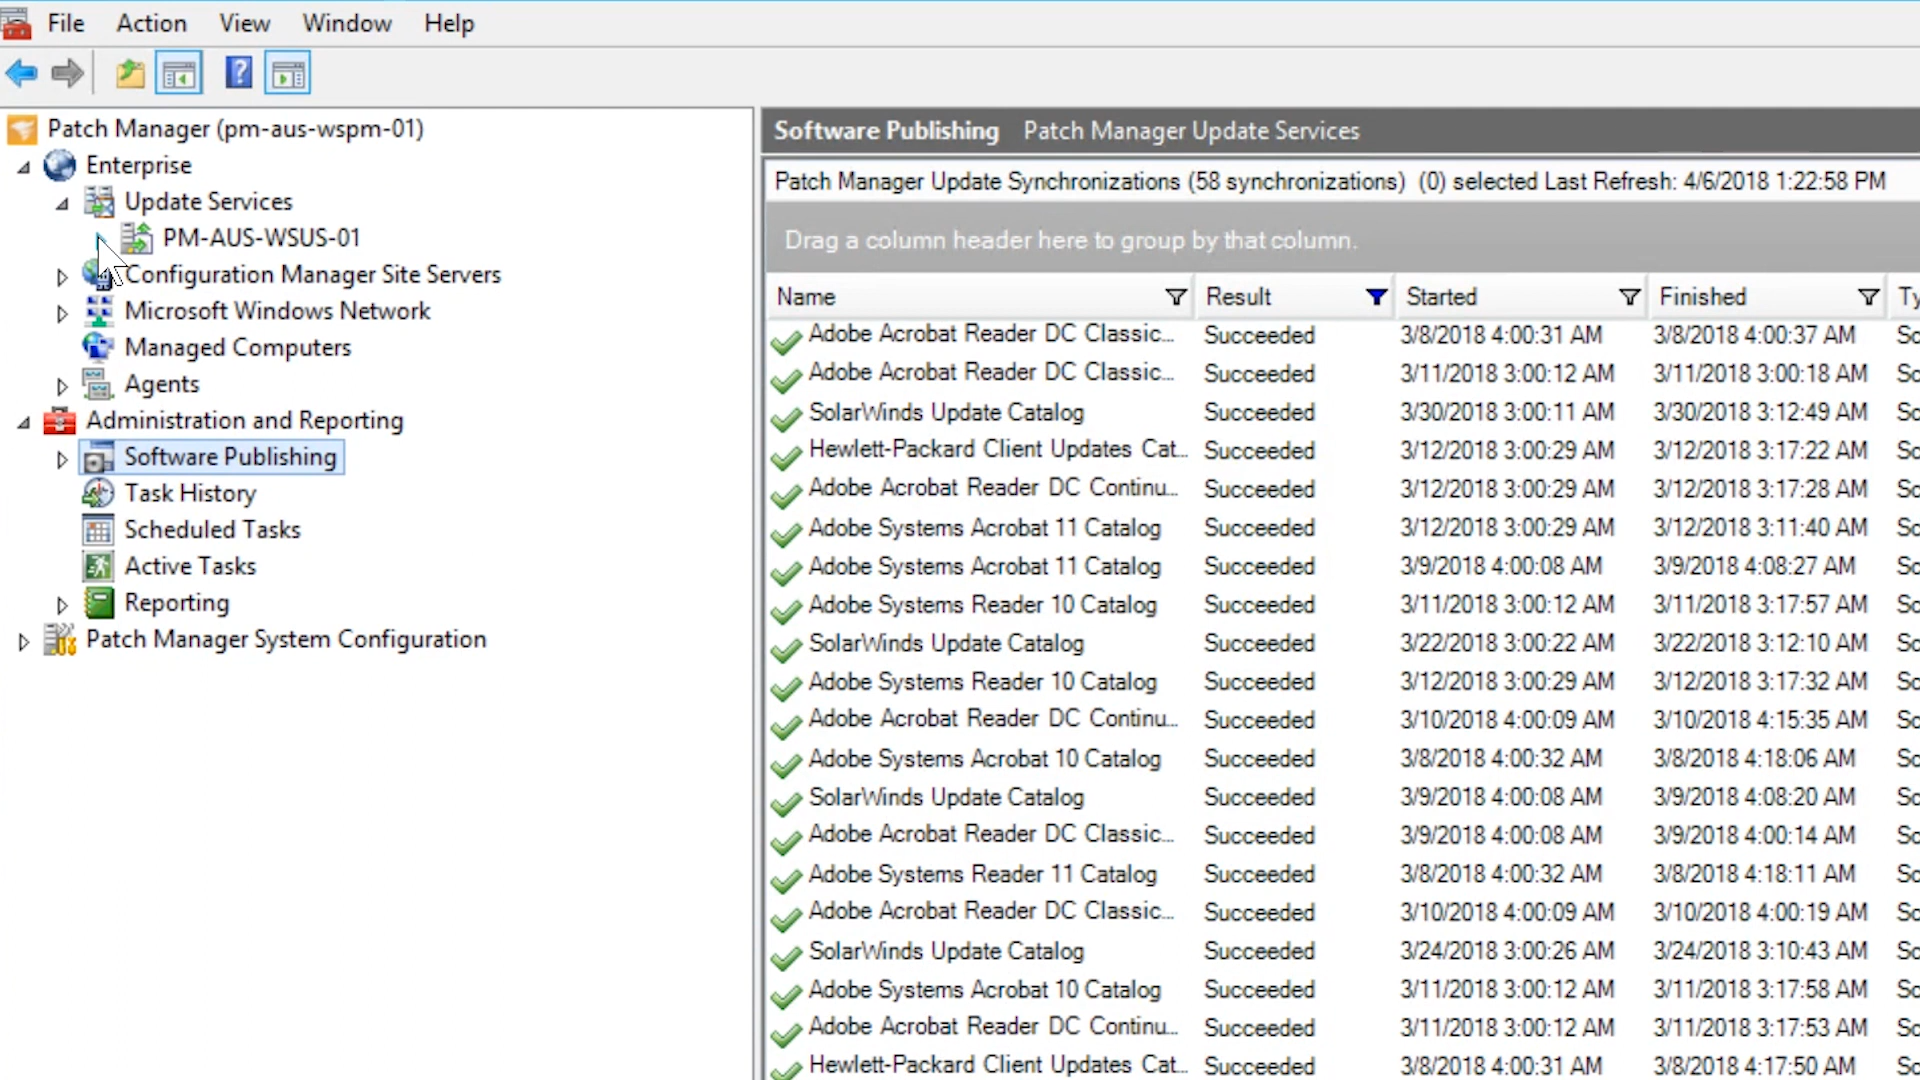 File Action View Window Help
Patch Manager (pm-aus-wspm-01)
Enterprise
Update Services
PM-AUS-WSUS-01
Configuration Manager Site Servers
Microsoft Windows Network
Managed Computers
Agents
Administration and Reporting
Software Publishing
Task History
Scheduled Tasks
Active Tasks
Reporting
Patch Manager System Configuration
Software Publishing Patch Manager Update Services
Patch Manager Update Synchronizations (58 synchronizations) (0) selected Last Refresh: 4/6/2018 1:22:58 PM
Drag a column header here to group by that column.
Name Result Started Finished Ty
Adobe Acrobat Reader DC Classic... Succeeded 3/8/2018 4:00:31 AM 3/8/2018 4:00:37 AM Sc
Adobe Acrobat Reader DC Classic... Succeeded 3/11/2018 3:00:12 AM 3/11/2018 3:00:18 AM Sc
SolarWinds Update Catalog Succeeded 3/30/2018 3:00:11 AM 3/30/2018 3:12:49 AM Sc
Hewlett-Packard Client Updates Cat... Succeeded 3/12/2018 3:00:29 AM 3/12/2018 3:17:22 AM Sc
Adobe Acrobat Reader DC Continu... Succeeded 3/12/2018 3:00:29 AM 3/12/2018 3:17:28 AM Sc
Adobe Systems Acrobat 11 Catalog Succeeded 3/12/2018 3:00:29 AM 3/12/2018 3:11:40 AM Sc
Adobe Systems Acrobat 11 Catalog Succeeded 3/9/2018 4:00:08 AM 3/9/2018 4:08:27 AM Sc
Adobe Systems Reader 10 Catalog Succeeded 3/11/2018 3:00:12 AM 3/11/2018 3:17:57 AM Sc
SolarWinds Update Catalog Succeeded 3/22/2018 3:00:22 AM 3/22/2018 3:12:10 AM Sc
Adobe Systems Reader 10 Catalog Succeeded 3/12/2018 3:00:29 AM 3/12/2018 3:17:32 AM Sc
Adobe Acrobat Reader DC Continu... Succeeded 3/10/2018 4:00:09 AM 3/10/2018 4:15:35 AM Sc
Adobe Systems Acrobat 10 Catalog Succeeded 3/8/2018 4:00:32 AM 3/8/2018 4:18:06 AM Sc
SolarWinds Update Catalog Succeeded 3/9/2018 4:00:08 AM 3/9/2018 4:08:20 AM Sc
Adobe Acrobat Reader DC Classic... Succeeded 3/9/2018 4:00:08 AM 3/9/2018 4:00:14 AM Sc
Adobe Systems Reader 11 Catalog Succeeded 3/8/2018 4:00:32 AM 3/8/2018 4:18:11 AM Sc
Adobe Acrobat Reader DC Classic... Succeeded 3/10/2018 4:00:09 AM 3/10/2018 4:00:19 AM Sc
SolarWinds Update Catalog Succeeded 3/24/2018 3:00:26 AM 3/24/2018 3:10:43 AM Sc
Adobe Systems Acrobat 10 Catalog Succeeded 3/11/2018 3:00:12 AM 3/11/2018 3:17:58 AM Sc
Adobe Acrobat Reader DC Continu... Succeeded 3/11/2018 3:00:12 AM 3/11/2018 3:17:53 AM Sc
Hewlett-Packard Client Updates Cat... Succeeded 3/8/2018 4:00:31 AM 3/8/2018 4:17:50 AM Sc